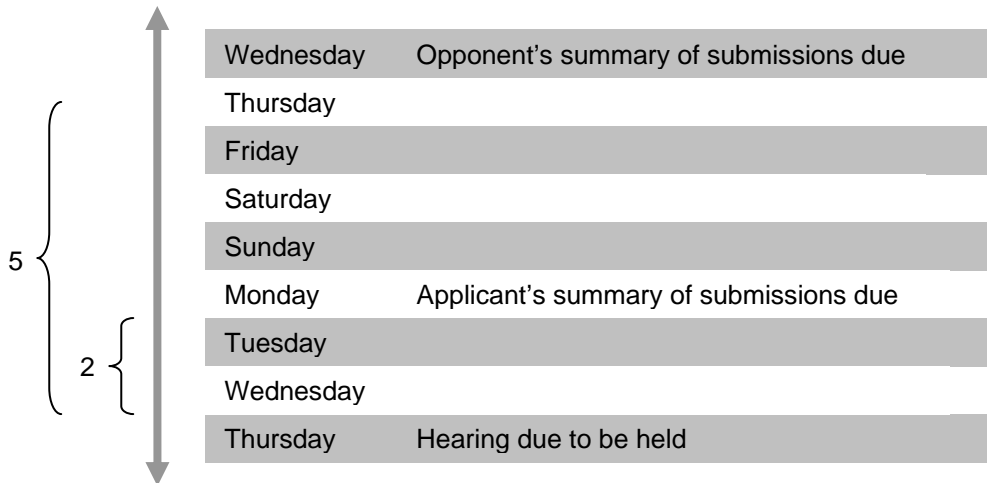 Wednesday Opponent’s summary of submissions due
Thursday
Friday
Saturday
Sunday
5
Monday Applicant’s summary of submissions due
Tuesday
2
Wednesday
Thursday Hearing due to be held